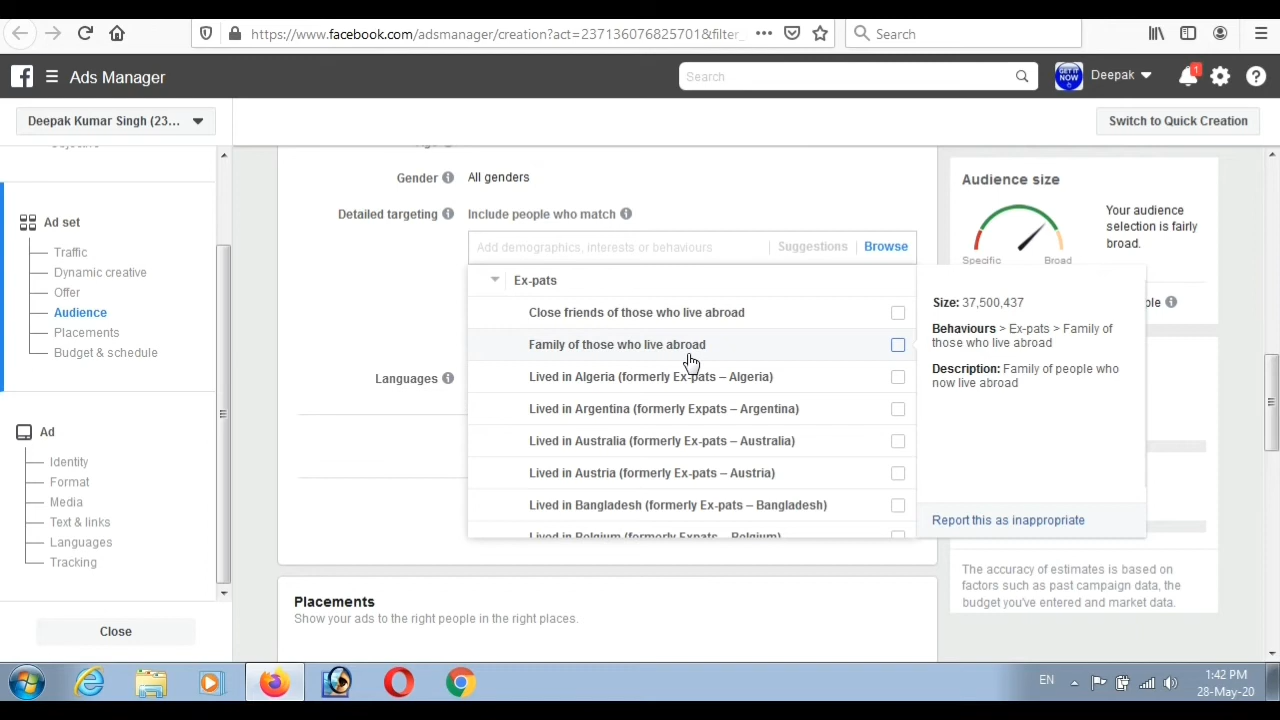 https://www.facebook.com/adsmanager/creation?act=237136076825701&filter_
Search
Ads Manager
Search
GET IT NOW
Deepak
1
Deepak Kumar Singh (23...
Switch to Quick Creation
Ad set
Traffic
Dynamic creative
Offer
Audience
Placements
Budget & schedule
Ad
Identity
Format
Media
Text & links
Languages
Tracking
Close
Gender
All genders
Detailed targeting
Include people who match
Add demographics, interests or behaviours
Suggestions
Browse
Ex-pats
Close friends of those who live abroad
Family of those who live abroad
Lived in Algeria (formerly Ex-pats – Algeria)
Lived in Argentina (formerly Expats – Argentina)
Lived in Australia (formerly Ex-pats – Australia)
Lived in Austria (formerly Ex-pats – Austria)
Lived in Bangladesh (formerly Ex-pats – Bangladesh)
Lived in Belgium (formerly Expats – Belgium)
Languages
Placements
Show your ads to the right people in the right places.
Audience size
Specific
Broad
Your audience
selection is fairly
broad.
Size: 37,500,437
Behaviours > Ex-pats > Family of
those who live abroad
Description: Family of people who
now live abroad
Report this as inappropriate
The accuracy of estimates is based on
factors such as past campaign data, the
budget you've entered and market data.
EN
1:42 PM
28-May-20